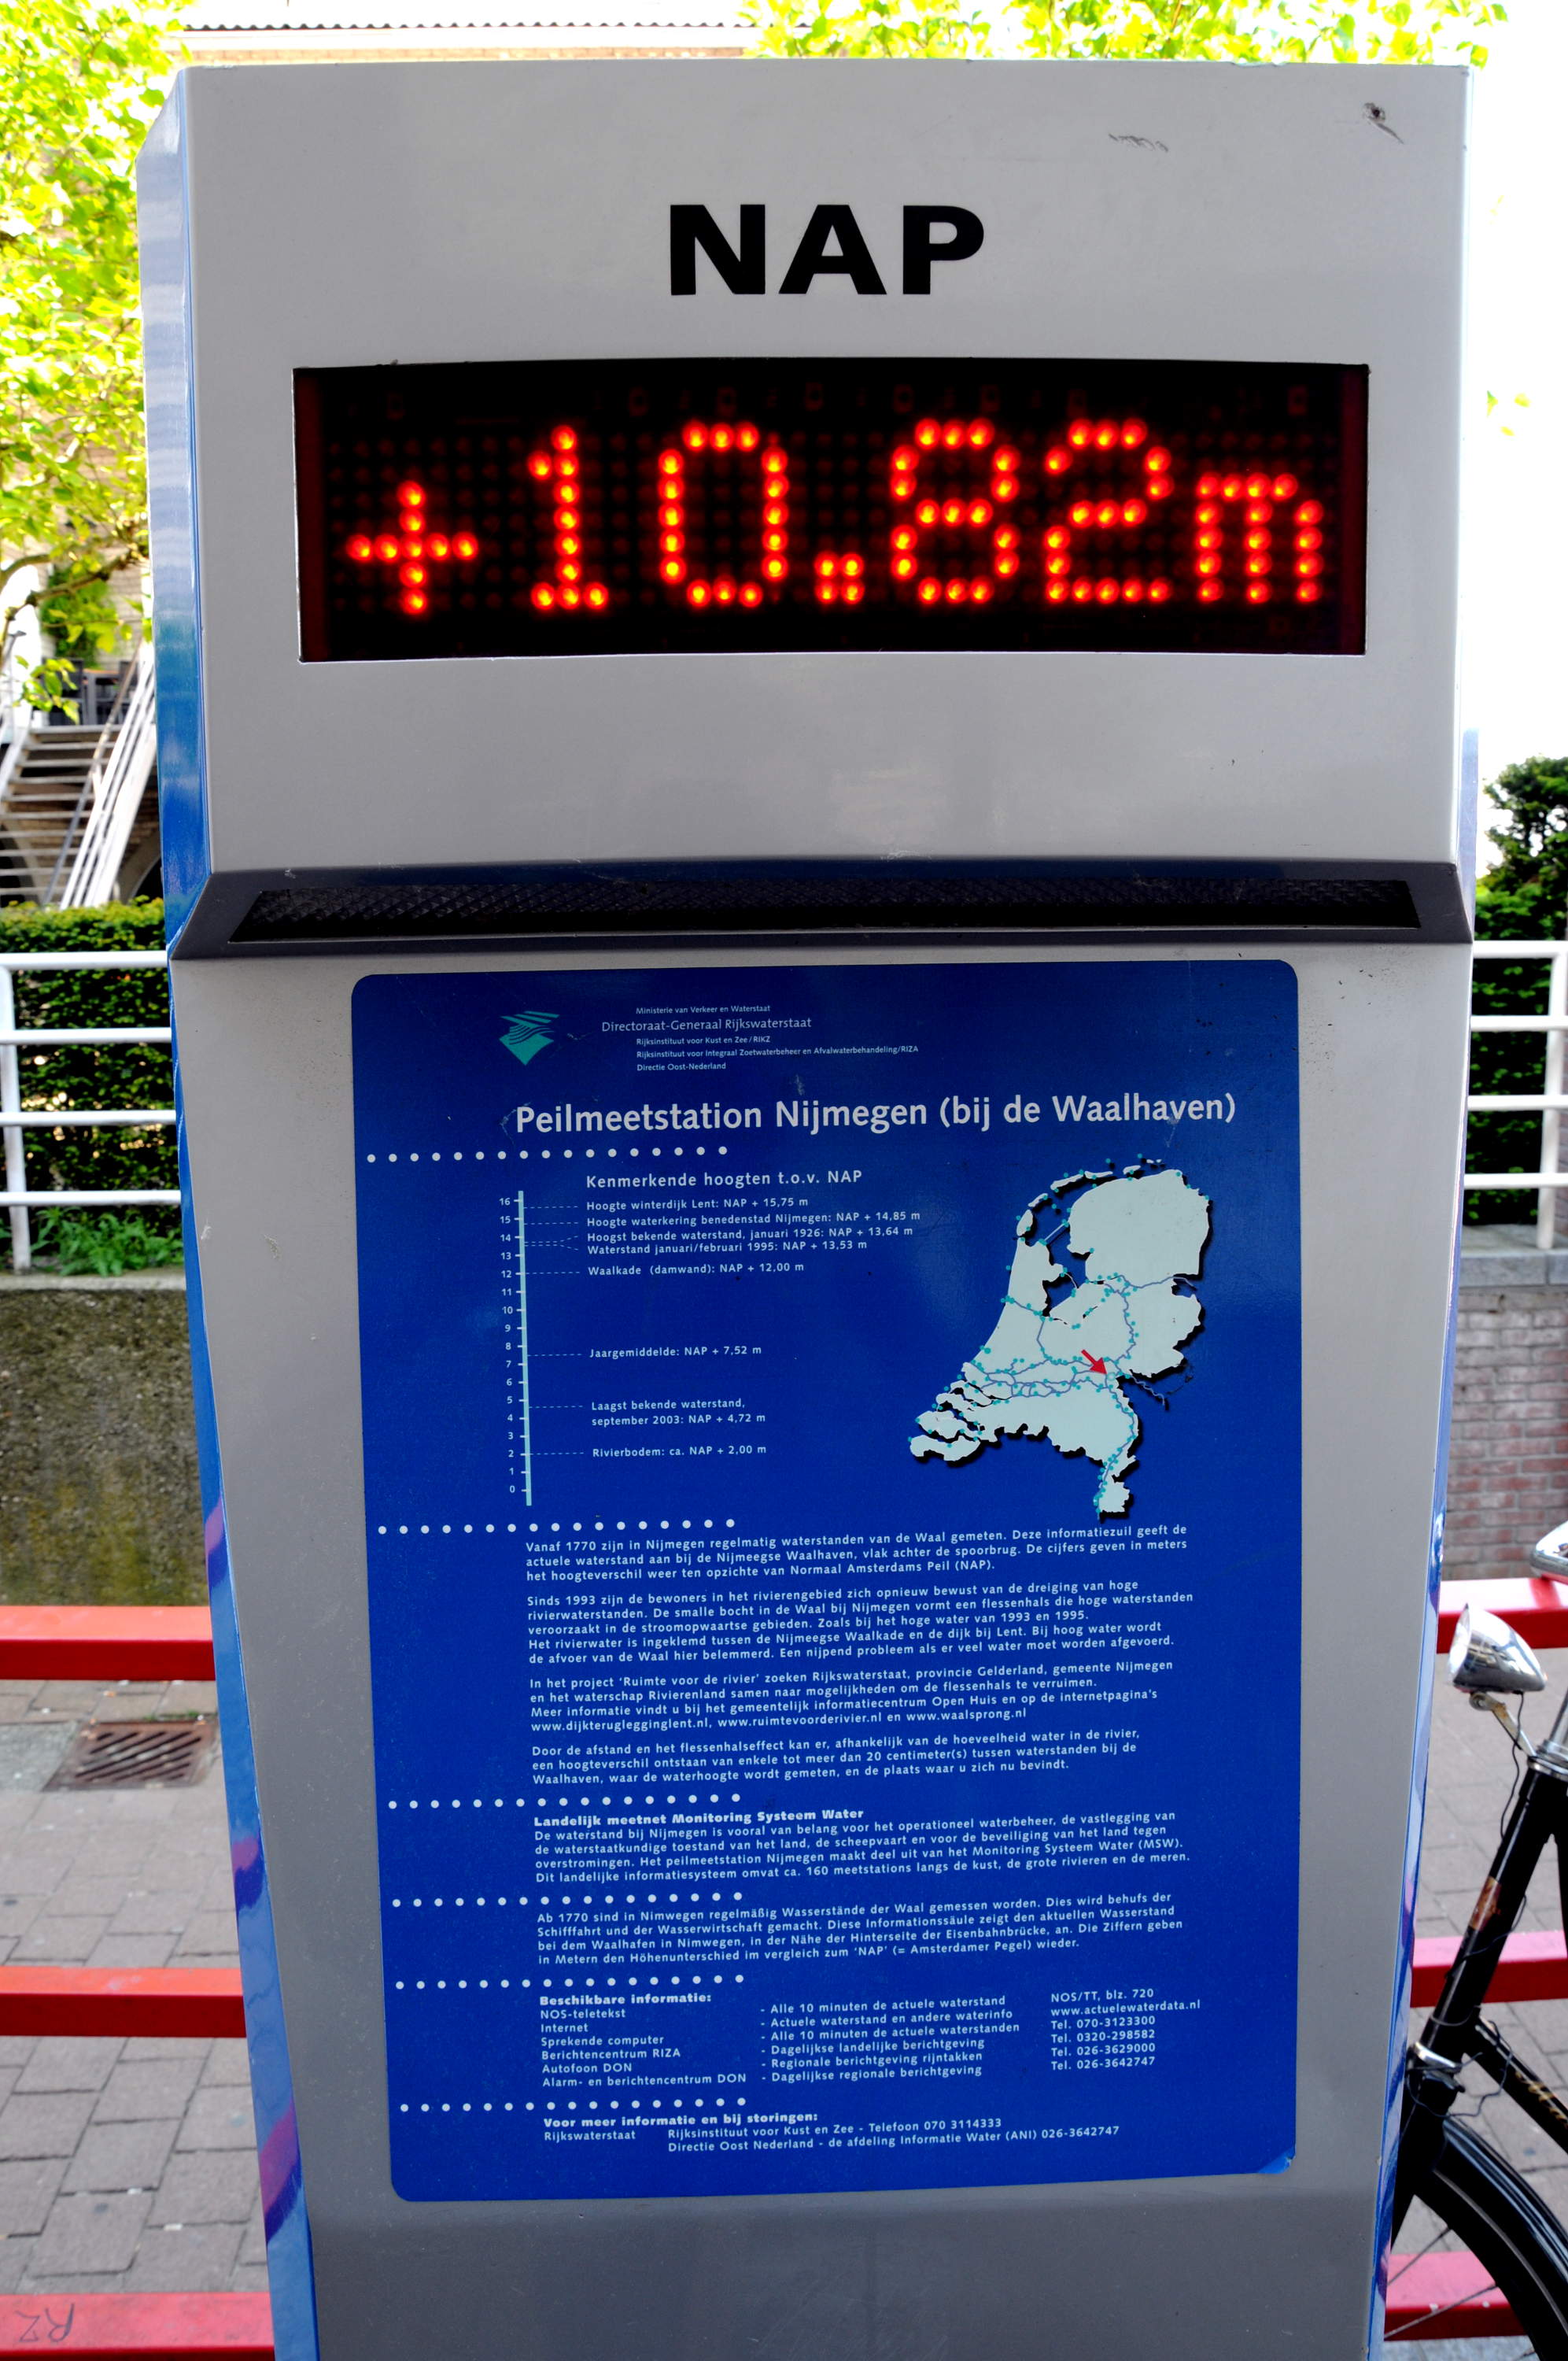 NAP
+10.82m
Ministerie van Verkeer en Waterstaat
Directoraat-Generaal Rijkswaterstaat
Rijksinstituut voor Kust en Zee/RIKZ
Rijksinstituut voor Integraal Zoetwaterbeheer en Afvalwaterbehandeling/RIZA
Directie Oost-Nederland
Peilmeetstation Nijmegen (bij de Waalhaven)
Kenmerkende hoogten t.o.v. NAP
16
Hoogte winterdijk Lent: NAP + 15,75 m
15
Hoogte waterkering benedenstad Nijmegen: NAP + 14,85 m
14
Hoogst bekende waterstand, januari 1926: NAP + 13,64 m
13
Waterstand januari/februari 1995: NAP + 13,53 m
12
Waalkade (damwand): NAP + 12,00 m
11
10
9
8
Jaargemiddelde: NAP + 7,52 m
7
6
5
Laagst bekende waterstand,
4
september 2003: NAP + 4,72 m
3
2
Rivierbodem: ca. NAP + 2,00 m
1
0
Vanaf 1770 zijn in Nijmegen regelmatig waterstanden van de Waal gemeten. Deze informatiezuil geeft de
actuele waterstand aan bij de Nijmeegse Waalhaven, vlak achter de spoorbrug. De cijfers geven in meters
het hoogteverschil weer ten opzichte van Normaal Amsterdams Peil (NAP).
Sinds 1993 zijn de bewoners in het rivierengebied zich opnieuw bewust van de dreiging van hoge
rivierwaterstanden. De smalle bocht in de Waal bij Nijmegen vormt een flessenhals die hoge waterstanden
veroorzaakt in de stroomopwaartse gebieden. Zoals bij het hoge water van 1993 en 1995.
Het rivierwater is ingeklemd tussen de Nijmeegse Waalkade en de dijk bij Lent. Bij hoog water wordt
de afvoer van de Waal hier belemmerd. Een nijpend probleem als er veel water moet worden afgevoerd.
In het project 'Ruimte voor de rivier' zoeken Rijkswaterstaat, provincie Gelderland, gemeente Nijmegen
en het waterschap Rivierenland samen naar mogelijkheden om de flessenhals te verruimen.
Meer informatie vindt u bij het gemeentelijk informatiecentrum Open Huis en op de internetpagina's
www.dijkteruglegginglent.nl, www.ruimtevoorderivier.nl en www.waalsprong.nl
Door de afstand en het flessenhalseffect kan er, afhankelijk van de hoeveelheid water in de rivier,
een hoogteverschil ontstaan van enkele tot meer dan 20 centimeter(s) tussen waterstanden bij de
Waalhaven, waar de waterhoogte wordt gemeten, en de plaats waar u zich nu bevindt.
Landelijk meetnet Monitoring Systeem Water
De waterstand bij Nijmegen is vooral van belang voor het operationeel waterbeheer, de vastlegging van
de waterstaatkundige toestand van het land, de scheepvaart en voor de beveiliging van het land tegen
overstromingen. Het peilmeetstation Nijmegen maakt deel uit van het Monitoring Systeem Water (MSW).
Dit landelijke informatiesysteem omvat ca. 160 meetstations langs de kust, de grote rivieren en de meren.
Ab 1770 sind in Nimwegen regelmäßig Wasserstände der Waal gemessen worden. Dies wird behufs der
Schifffahrt und der Wasserwirtschaft gemacht. Diese Informationssäule zeigt den aktuellen Wasserstand
bei dem Waalhafen in Nimwegen, in der Nähe der Hinterseite der Eisenbahnbrücke, an. Die Ziffern geben
in Metern den Höhenunterschied im vergleich zum 'NAP' (= Amsterdamer Pegel) wieder.
Beschikbare informatie:
NOS-teletekst - Alle 10 minuten de actuele waterstand NOS/TT, blz. 720
Internet - Actuele waterstand en andere waterinfo www.actuelewaterdata.nl
Sprekende computer - Alle 10 minuten de actuele waterstanden Tel. 070-3123300
Berichtencentrum RIZA - Dagelijkse landelijke berichtgeving Tel. 0320-298582
Autofoon DON - Regionale berichtgeving rijntakken Tel. 026-3629000
Alarm- en berichtencentrum DON - Dagelijkse regionale berichtgeving Tel. 026-3642747
Voor meer informatie en bij storingen:
Rijkswaterstaat Rijksinstituut voor Kust en Zee - Telefoon 070 3114333
Directie Oost Nederland - de afdeling Informatie Water (ANI) 026-3642747